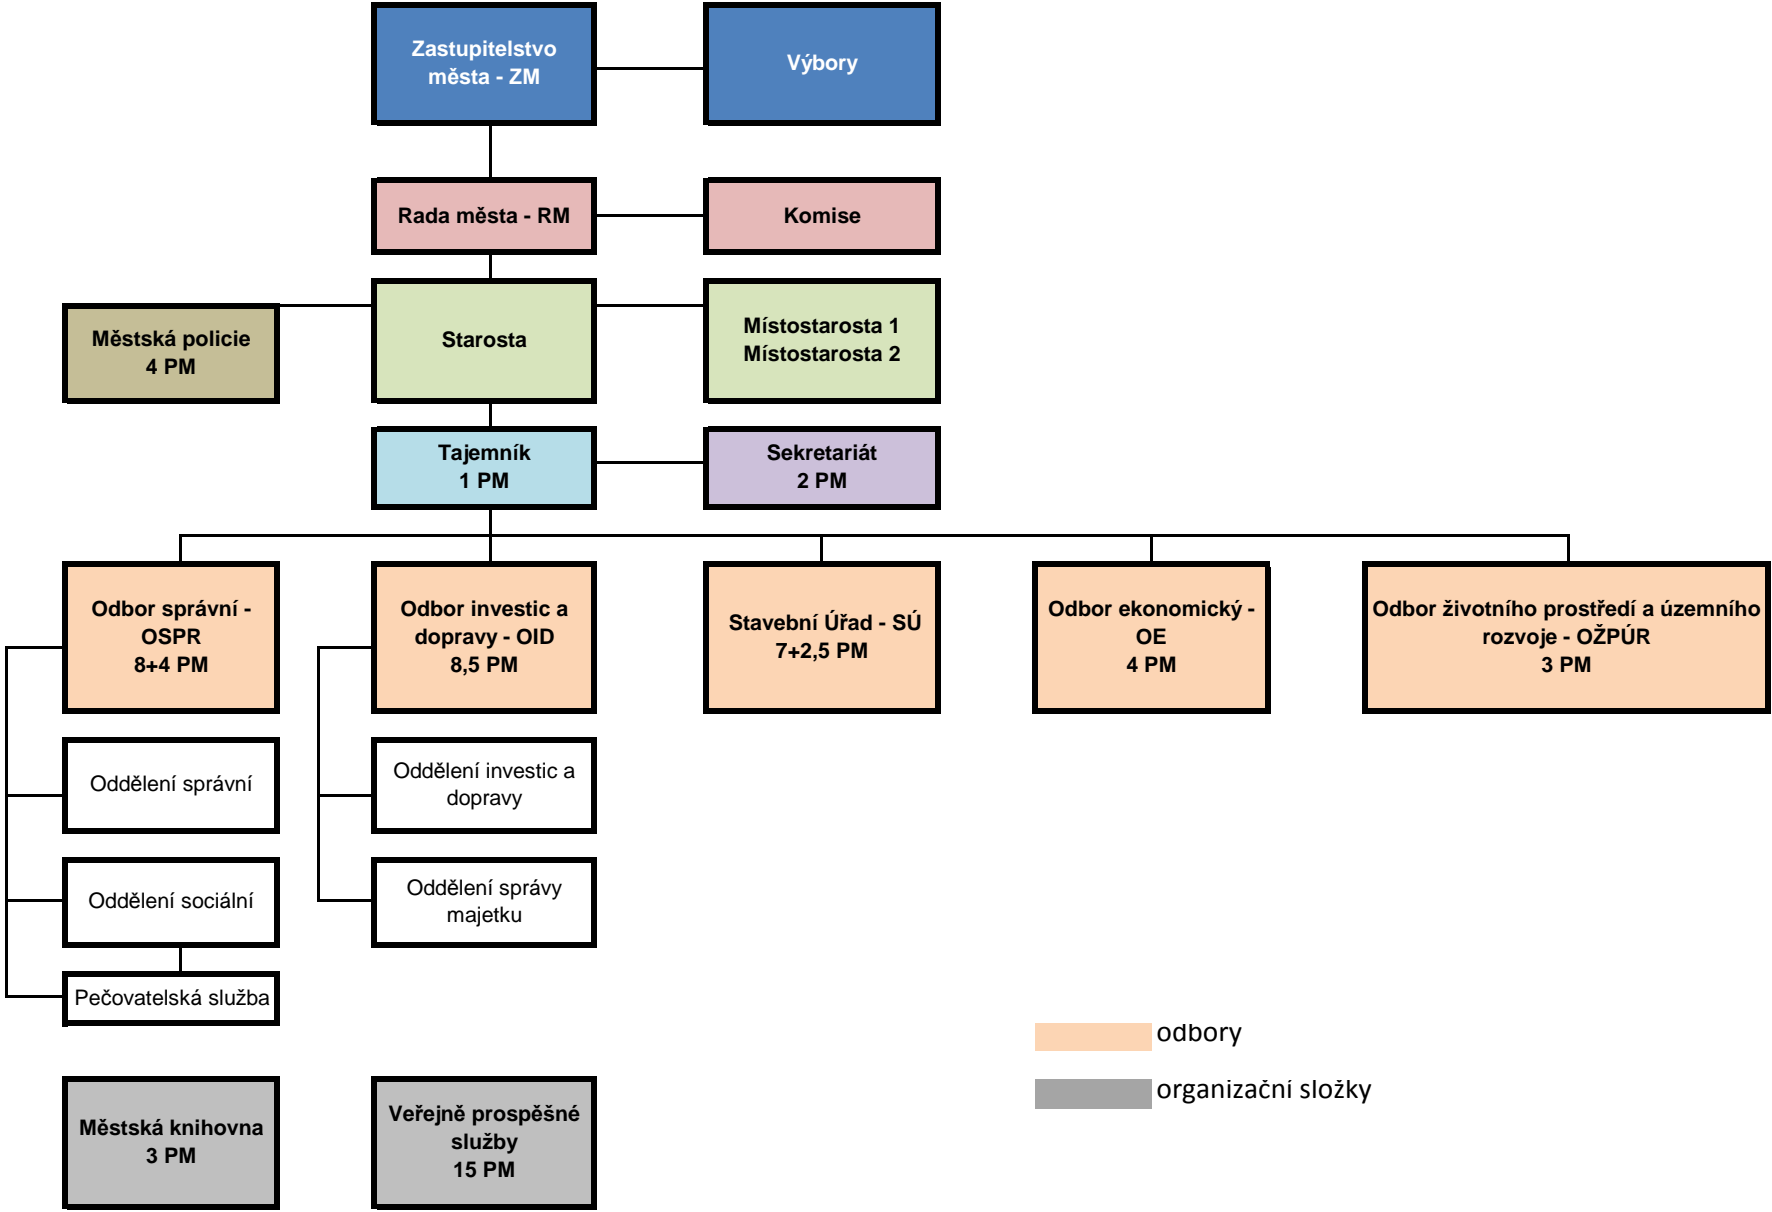 Zastupitelstvo
města - ZM
Výbory
Rada města - RM
Komise
Městská policie
4 PM
Starosta
Místostarosta 1
Místostarosta 2
Tajemník
1 PM
Sekretariát
2 PM
Odbor správní -
OSPR
8+4 PM
Odbor investic a
dopravy - OID
8,5 PM
Stavební Úřad - SÚ
7+2,5 PM
Odbor ekonomický -
OE
4 PM
Odbor životního prostředí a územního
rozvoje - OŽPÚR
3 PM
Oddělení správní
Oddělení investic a
dopravy
Oddělení sociální
Oddělení správy
majetku
Pečovatelská služba
odbory
organizační složky
Městská knihovna
3 PM
Veřejně prospěšné
služby
15 PM